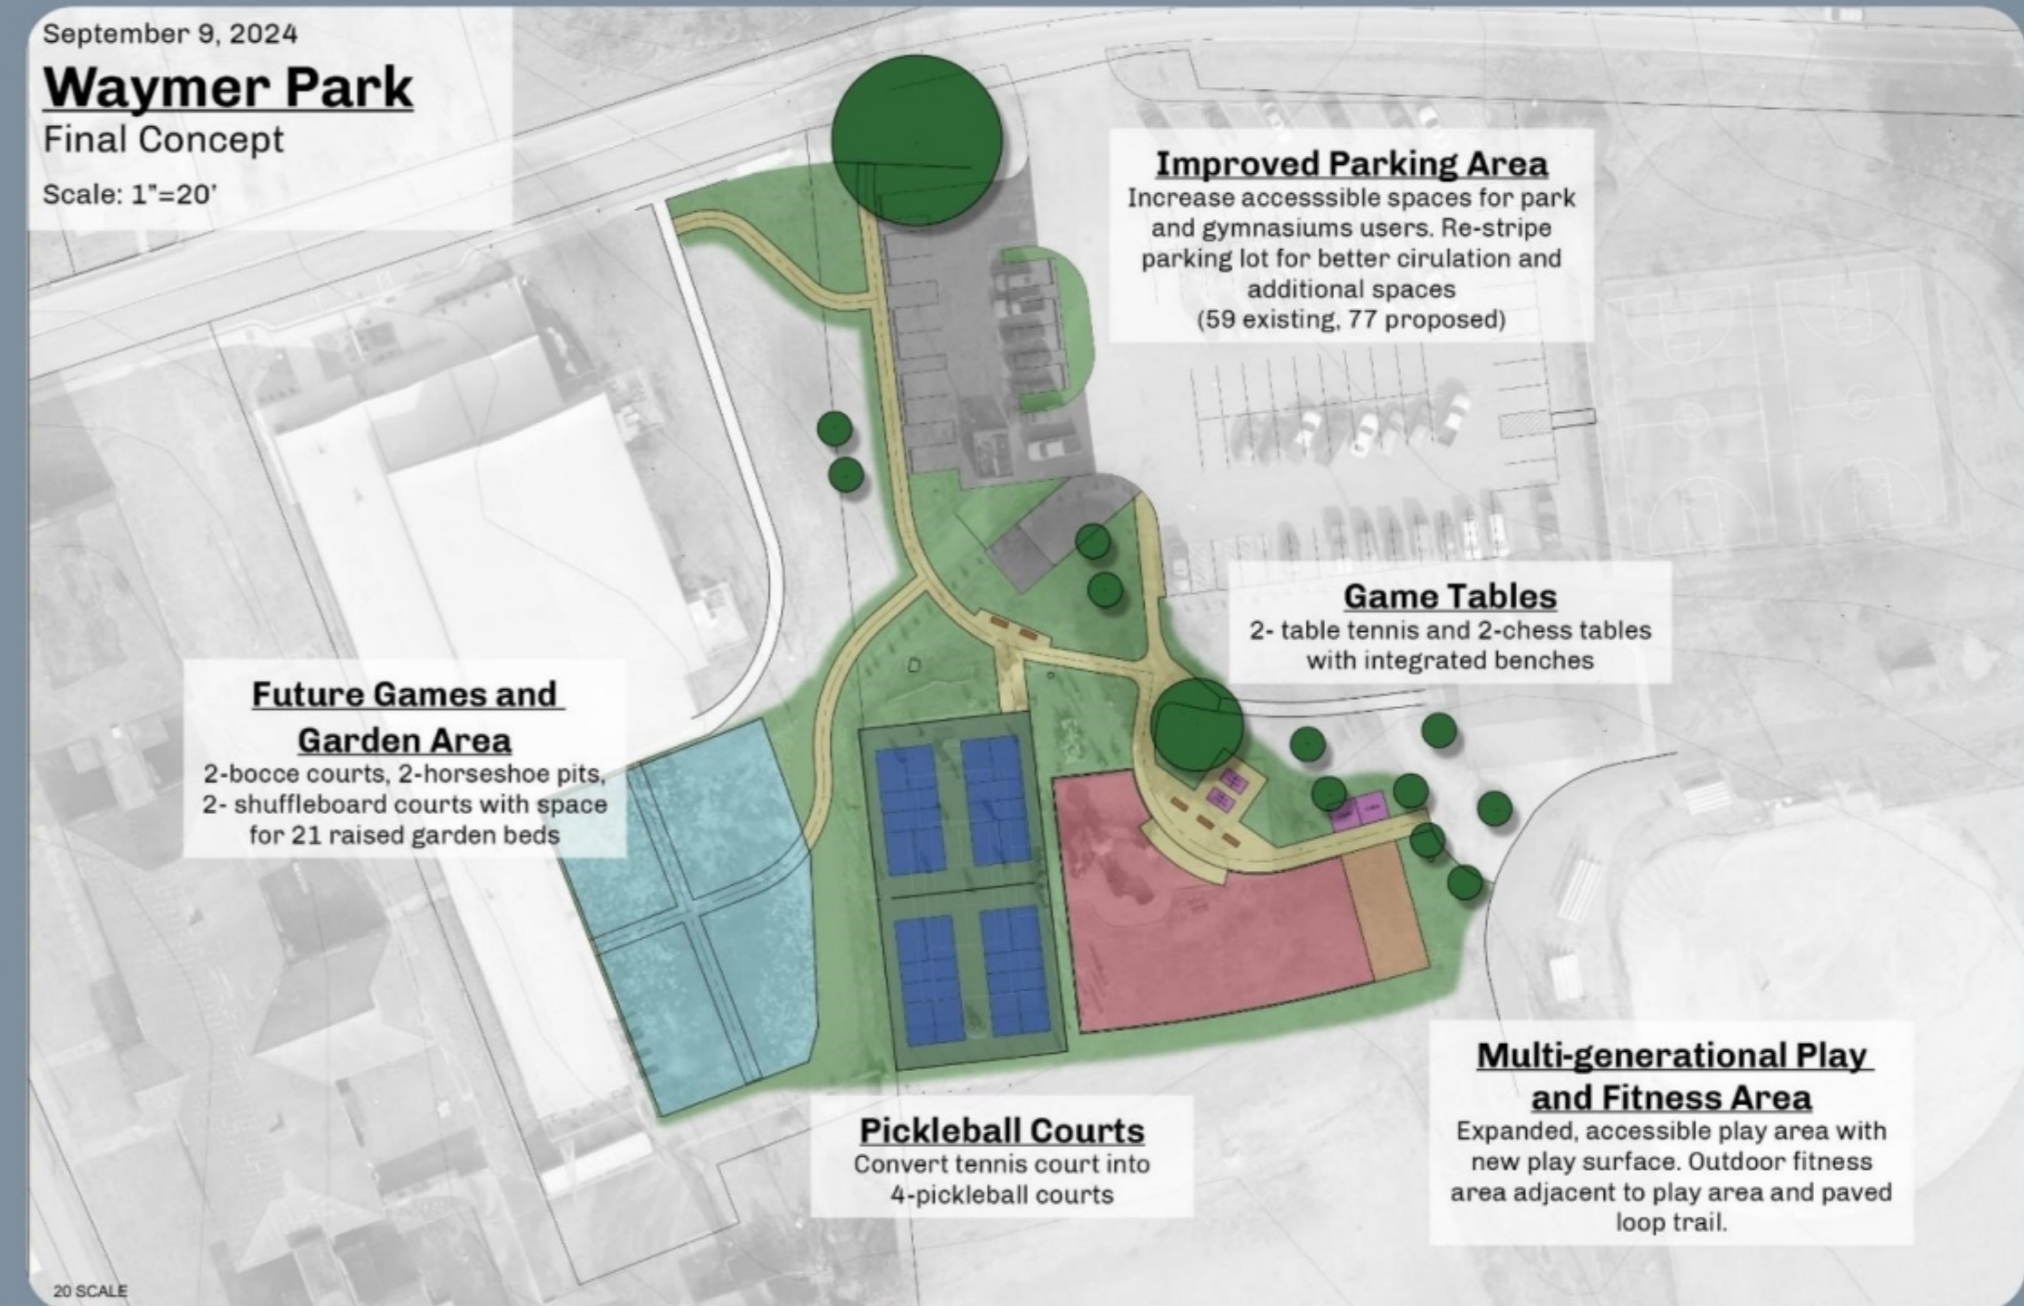 September 9, 2024
Waymer Park
Final Concept
Scale: 1"=20'
Improved Parking Area
Increase accesssible spaces for park
and gymnasiums users. Re-stripe
parking lot for better cirulation and
additional spaces
(59 existing, 77 proposed)
Game Tables
2- table tennis and 2-chess tables
with integrated benches
Future Games and
Garden Area
2-bocce courts, 2-horseshoe pits,
2- shuffleboard courts with space
for 21 raised garden beds
Multi-generational Play
and Fitness Area
Expanded, accessible play area with
new play surface. Outdoor fitness
area adjacent to play area and paved
loop trail.
Pickleball Courts
Convert tennis court into
4-pickleball courts
20 SCALE